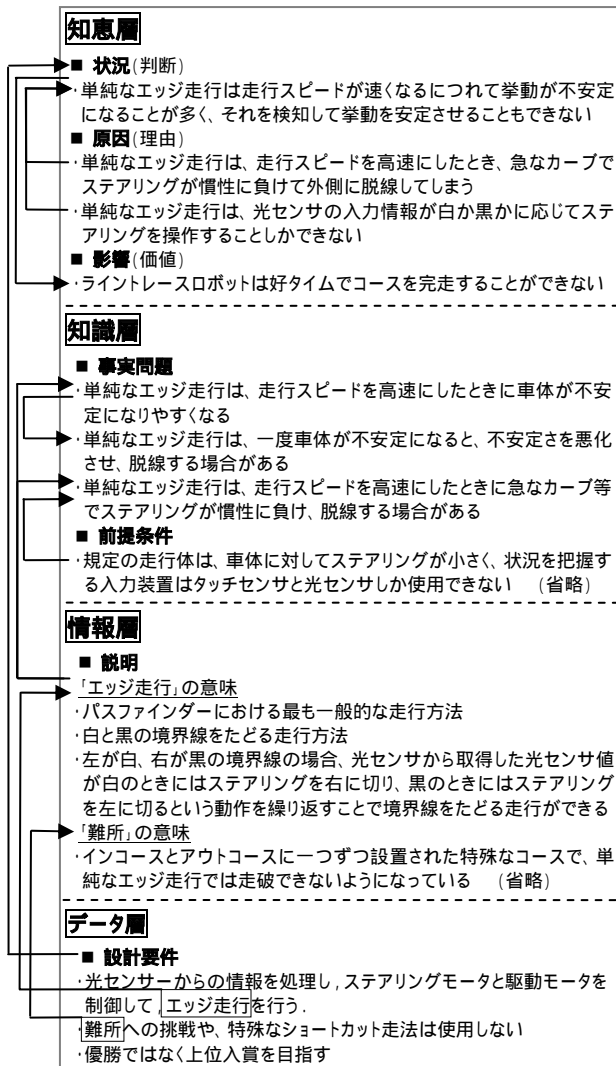 知恵層
■ 状況(判断)
・単純なエッジ走行は走行スピードが速くなるにつれて挙動が不安定
になることが多く、それを検知して挙動を安定させることもできない
■ 原因(理由)
・単純なエッジ走行は、走行スピードを高速にしたとき、急なカーブで
ステアリングが慣性に負けて外側に脱線してしまう
・単純なエッジ走行は、光センサの入力情報が白か黒かに応じてステ
アリングを操作することしかできない
■ 影響(価値)
・ライントレースロボットは好タイムでコースを完走することができない
知識層
■ 事実問題
・単純なエッジ走行は、走行スピードを高速にしたときに車体が不安
定になりやすくなる
・単純なエッジ走行は、一度車体が不安定になると、不安定さを悪化
させ、脱線する場合がある
・単純なエッジ走行は、走行スピードを高速にしたときに急なカーブ等
でステアリングが慣性に負け、脱線する場合がある
■ 前提条件
・規定の走行体は、車体に対してステアリングが小さく、状況を把握す
る入力装置はタッチセンサと光センサしか使用できない (省略)
情報層
■ 説明
「エッジ走行」の意味
・パスファインダーにおける最も一般的な走行方法
・白と黒の境界線をたどる走行方法
・左が白、右が黒の境界線の場合、光センサから取得した光センサ値
が白のときにはステアリングを右に切り、黒のときにはステアリング
を左に切るという動作を繰り返すことで境界線をたどる走行ができる
「難所」の意味
・インコースとアウトコースに一つずつ設置された特殊なコースで、単
純なエッジ走行では走破できないようになっている (省略)
データ層
■ 設計要件
・光センサーからの情報を処理し,ステアリングモータと駆動モータを
制御して,エッジ走行を行う.
・難所への挑戦や、特殊なショートカット走法は使用しない
・優勝ではなく上位入賞を目指す